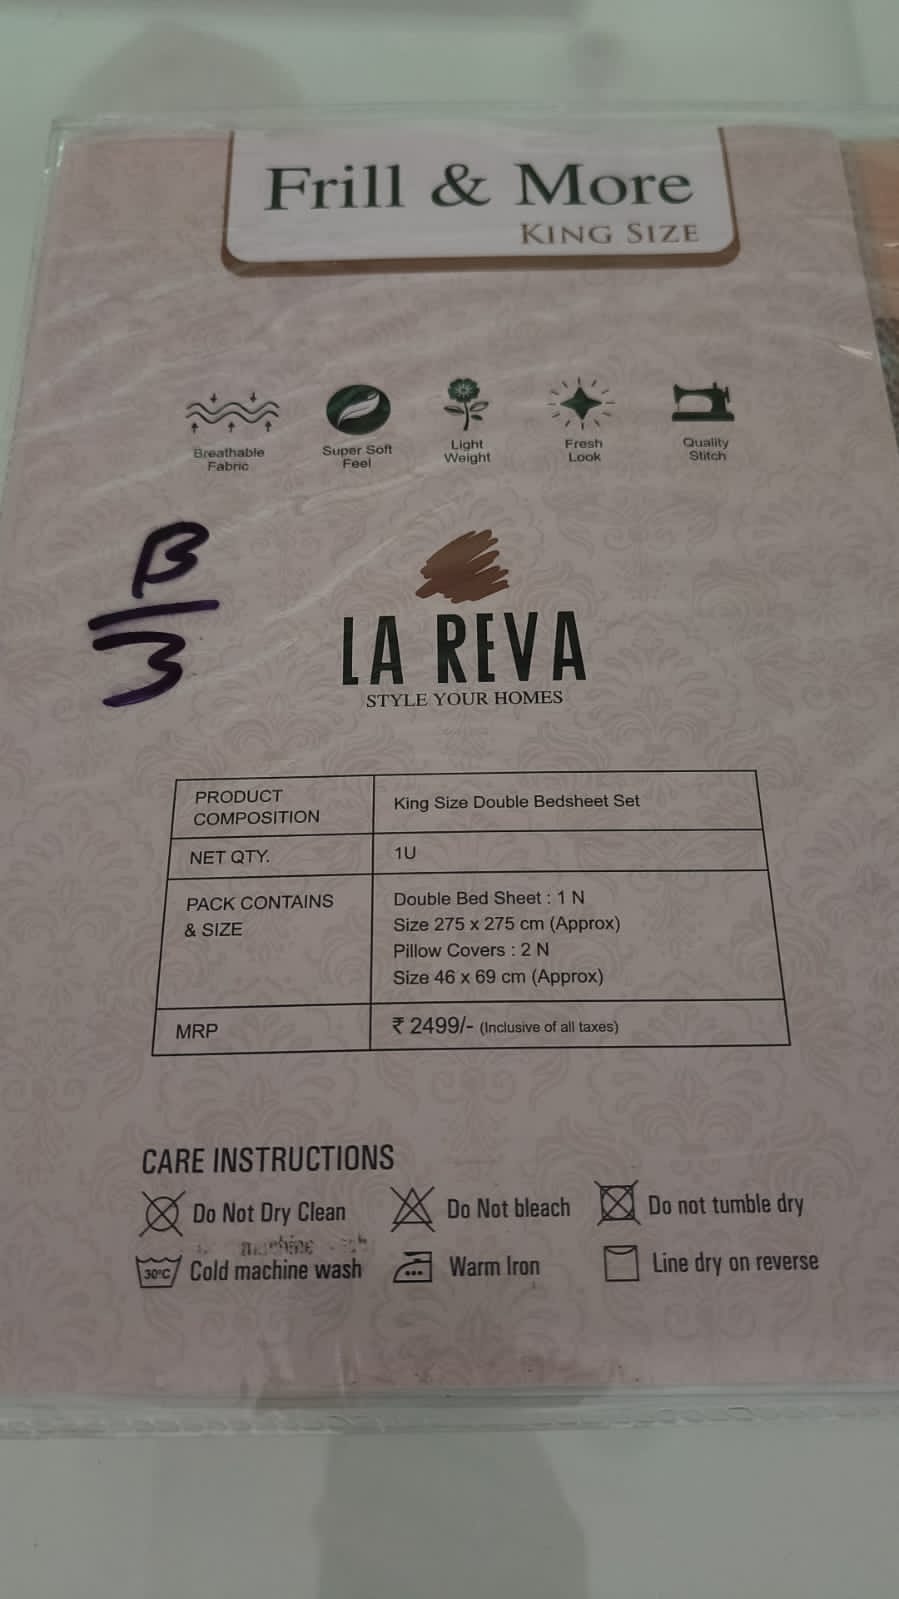 Frill & More
KING SIZE
Breathable
Fabric
Super Soft
Feel
Light
Weight
Fresh
Look
Quality
Stitch
B
3
LA REVA
STYLE YOUR HOMES
PRODUCT
COMPOSITION
King Size Double Bedsheet Set
NET QTY.
1U
PACK CONTAINS
& SIZE
Double Bed Sheet : 1 N
Size 275 x 275 cm (Approx)
Pillow Covers : 2 N
Size 46 x 69 cm (Approx)
MRP
₹ 2499/- (Inclusive of all taxes)
CARE INSTRUCTIONS
Do Not Dry Clean
Do Not bleach
Do not tumble dry
machine
30°C
Cold machine wash
Warm Iron
Line dry on reverse